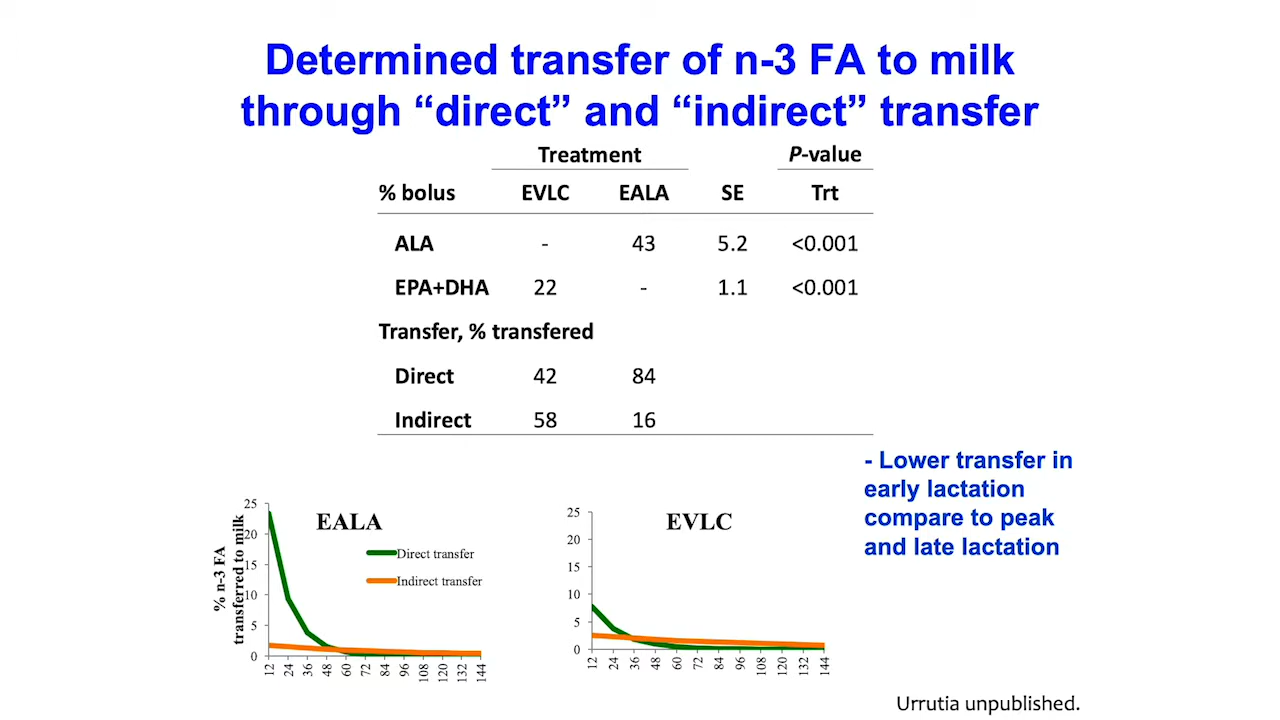 Determined transfer of n-3 FA to milk
through “direct” and “indirect” transfer
Treatment P-value
% bolus EVLC EALA SE Trt
ALA - 43 5.2 <0.001
EPA+DHA 22 - 1.1 <0.001
Transfer, % transfered
Direct 42 84
Indirect 58 16
- Lower transfer in
early lactation
compare to peak
and late lactation
% n-3 FA
transferred to milk
25
20
15
10
5
0
EALA
Direct transfer
Indirect transfer
12 24 36 48 60 72 84 96 108 120 132 144
25
20
15
10
5
0
EVLC
12 24 36 48 60 72 84 96 108 120 132 144
Urrutia unpublished.